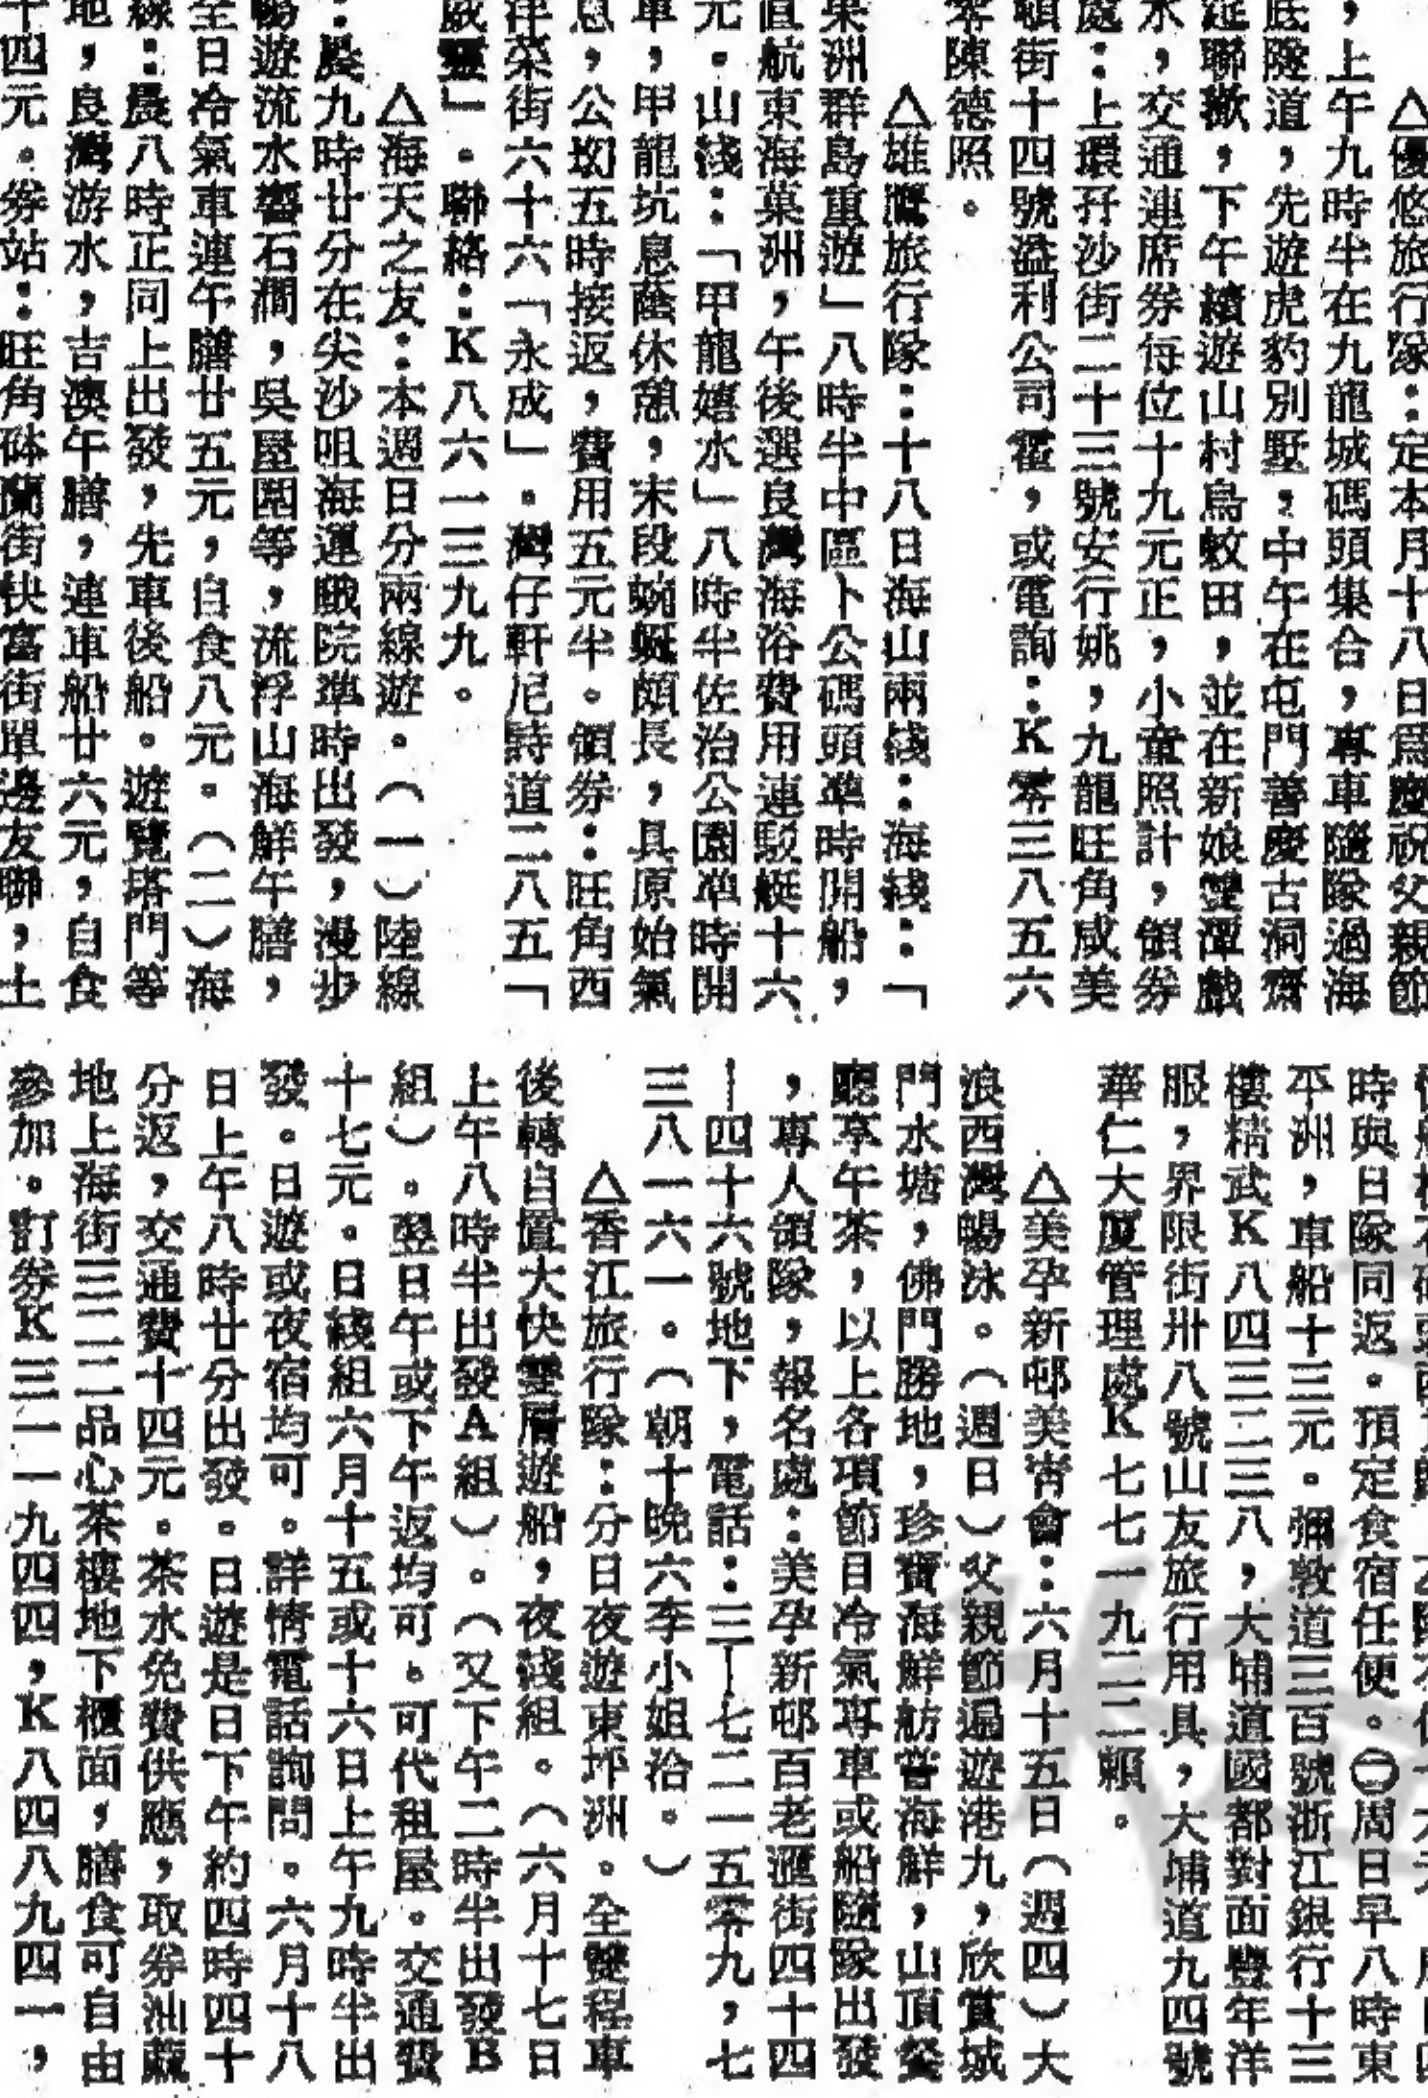 △優悠旅行隊：定本月十八日爲慶祝父親節
，上午九時半在九龍城碼頭集合，專車隨隊過海
底隧道，先遊虎豹別墅，中午在屯門善慶古洞齋
延聯歡，下午續遊山村烏蛟田，並在新娘雙潭戲
水，交通連席券每位十九元正，小童照計，領券
處：上環孖沙街二十三號安行姚，九龍旺角咸美
頓街十四號溢利公司霍，或電詢：K零三八五六
零陳德照。
△雄鷹旅行隊：十八日海山兩綫：海綫：「
果洲群島重遊」八時半中區卜公碼頭準時開船，
直航東海菓洲，午後選良灣海浴費用連駁艇十六
元。山綫：「甲龍嬉水」八時半佐治公園準時開
車，甲龍坑息蔭休憩，末段蜿蜒頗長，具原始氣
息，公坳五時接返，費用五元半。領券：旺角西
洋菜街六十六「永成」。灣仔軒尼詩道二八五「
威靈」。聯絡：K八六一三九九。
△海天之友：本週日分兩線遊。（一）陸線
：晨九時廿分在尖沙咀海運戲院準時出發，漫步
暢遊流水響石澗，吳屋園等，流浮山海鮮午膳，
全日冷氣車連午膳廿五元，自食八元。（二）海
線：晨八時正同上出發，先車後船。遊覽塔門等
地，良灣游水，吉澳午膳，連車船廿六元，自食
十四元。券站：旺角砵蘭街快富街單邊友聯，土
時與日隊同返。預定食宿任便。㊁周日早八時東
平洲，車船十三元。彌敦道三百號浙江銀行十三
樓精武K八四三二三八，大埔道國都對面豐年洋
服，界限街卅八號山友旅行用具，大埔道九四號
華仁大厦管理處K七七一九二二賴。
△美孕新邨美宵會：六月十五日（週四）大
浪西灣暢泳。（週日）父親節遍遊港九，欣賞城
門水塘，佛門勝地，珍寶海鮮舫嘗海鮮，山頂餐
廳享午茶，以上各項節目冷氣專車或船隨隊出發
，專人領隊，報名處：美孕新邨百老滙街四十四
—四十六號地下，電話：三—七二一五零九，七
三八一六一。（朝十晚六李小姐洽。）
△香江旅行隊：分日夜遊東坪洲。全雙程車
後轉自置大快雙層遊船，夜綫組。（六月十七日
上午八時半出發A組）。（又下午二時半出發B
組）。翌日午或下午返均可。可代租屋。交通費
十七元。日綫組六月十五或十六日上午九時半出
發。日遊或夜宿均可。詳情電話詢問。六月十八
日上午八時廿分出發。日遊是日下午約四時四十
分返，交通費十四元。茶水免費供應，取券油蔴
地上海街三二二品心茶樓地下櫃面，膳食可自由
參加。訂券K三一一九四四，K八四八九四一，